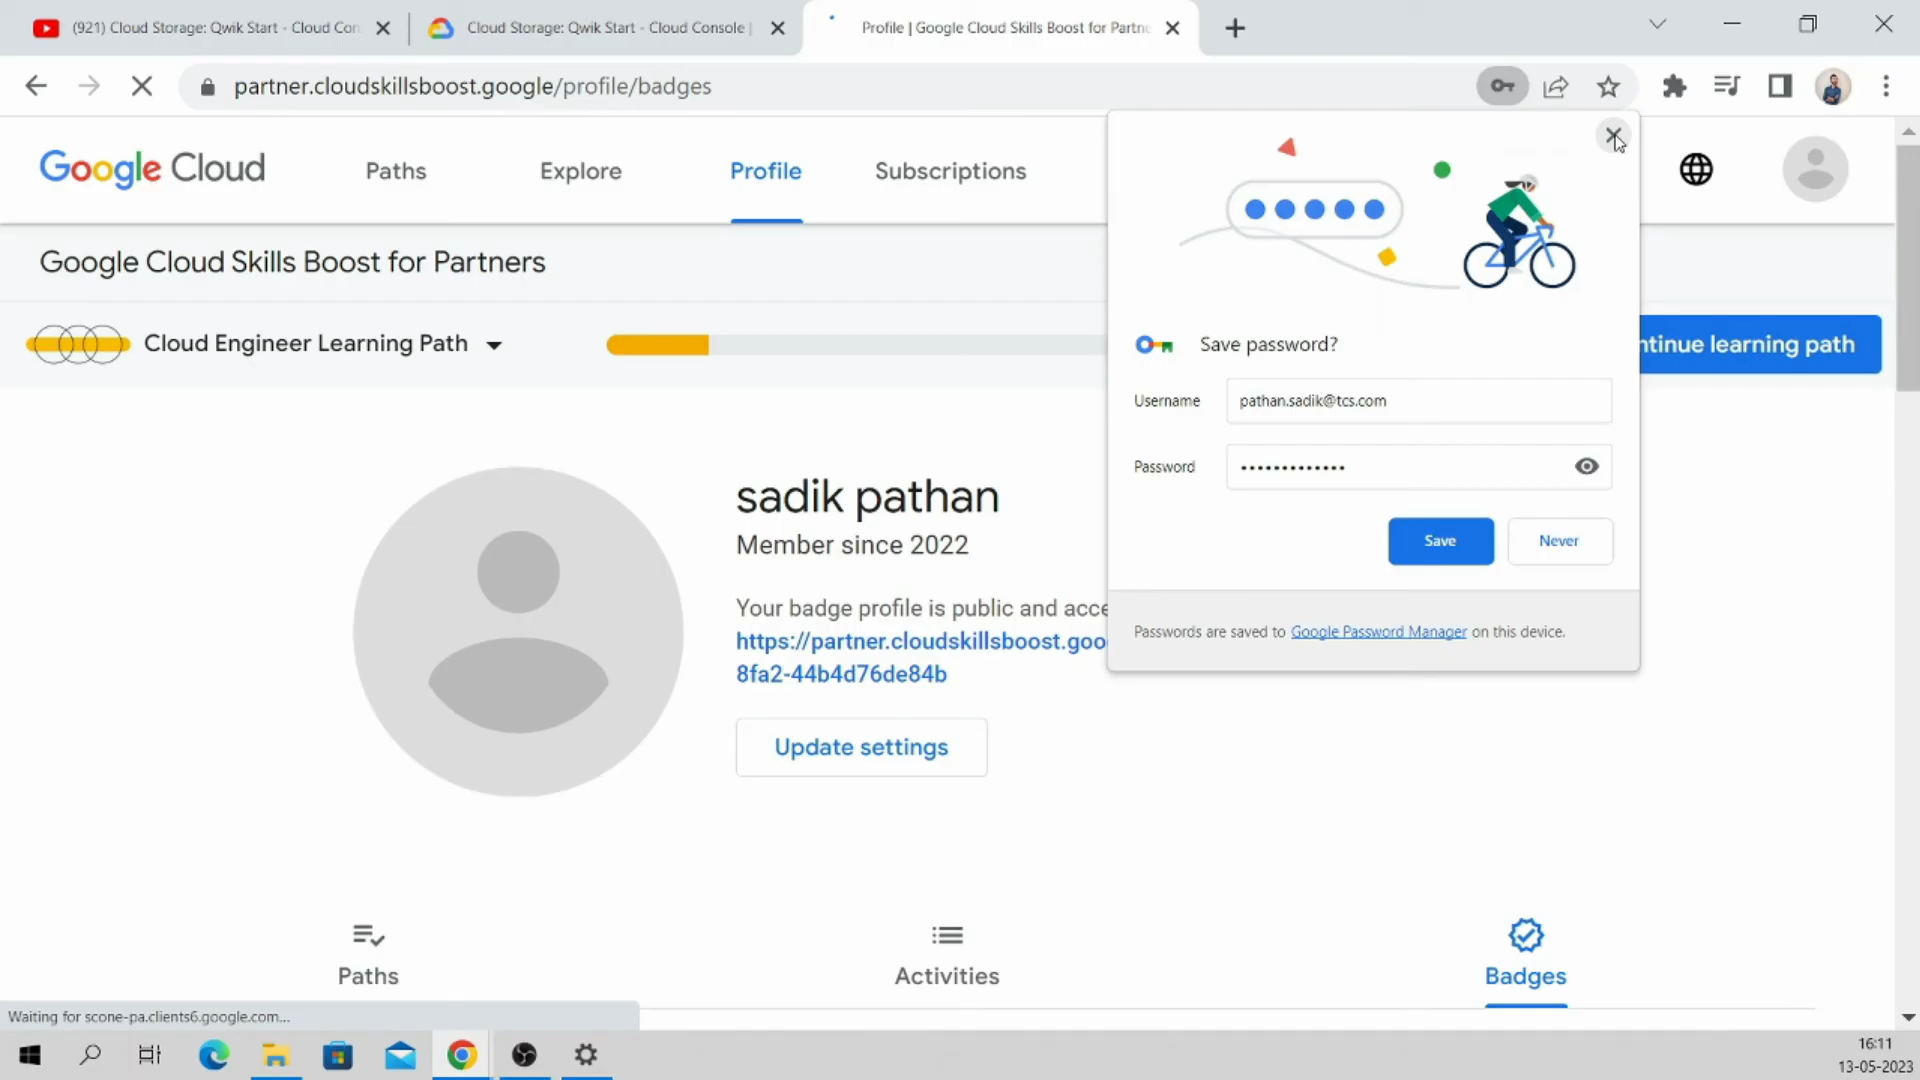 (921) Cloud Storage: Qwik Start - Cloud Con
Cloud Storage: Qwik Start - Cloud Console |
Profile | Google Cloud Skills Boost for Partne
partner.cloudskillsboost.google/profile/badges
Google Cloud
Paths
Explore
Profile
Subscriptions
Google Cloud Skills Boost for Partners
Cloud Engineer Learning Path
ntinue learning path
Save password?
Username
pathan.sadik@tcs.com
Password
Save
Never
Passwords are saved to Google Password Manager on this device.
sadik pathan
Member since 2022
Your badge profile is public and acce
https://partner.cloudskillsboost.goo
8fa2-44b4d76de84b
Update settings
Paths
Activities
Badges
Waiting for scone-pa.clients6.google.com...
16:11
13-05-2023